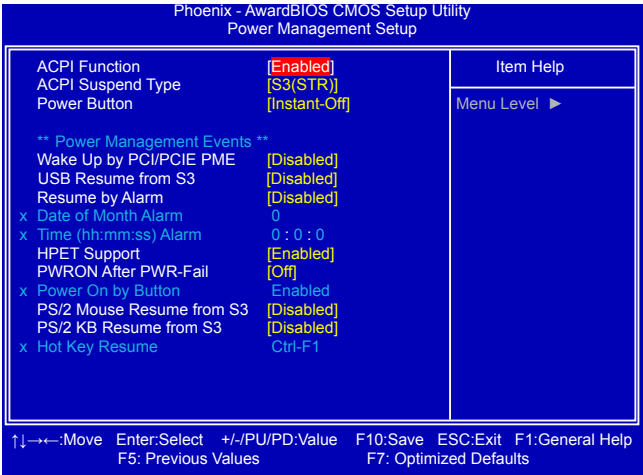 Phoenix - AwardBIOS CMOS Setup Utility
Power Management Setup
ACPI Function [Enabled]
ACPI Suspend Type [S3(STR)]
Power Button [Instant-Off]
** Power Management Events **
Wake Up by PCI/PCIE PME [Disabled]
USB Resume from S3 [Disabled]
Resume by Alarm [Disabled]
x Date of Month Alarm 0
x Time (hh:mm:ss) Alarm 0 : 0 : 0
HPET Support [Enabled]
PWRON After PWR-Fail [Off]
x Power On by Button Enabled
PS/2 Mouse Resume from S3 [Disabled]
PS/2 KB Resume from S3 [Disabled]
x Hot Key Resume Ctrl-F1
Item Help
Menu Level ►
↑↓→←:Move Enter:Select +/-/PU/PD:Value F10:Save ESC:Exit F1:General Help
F5: Previous Values F7: Optimized Defaults